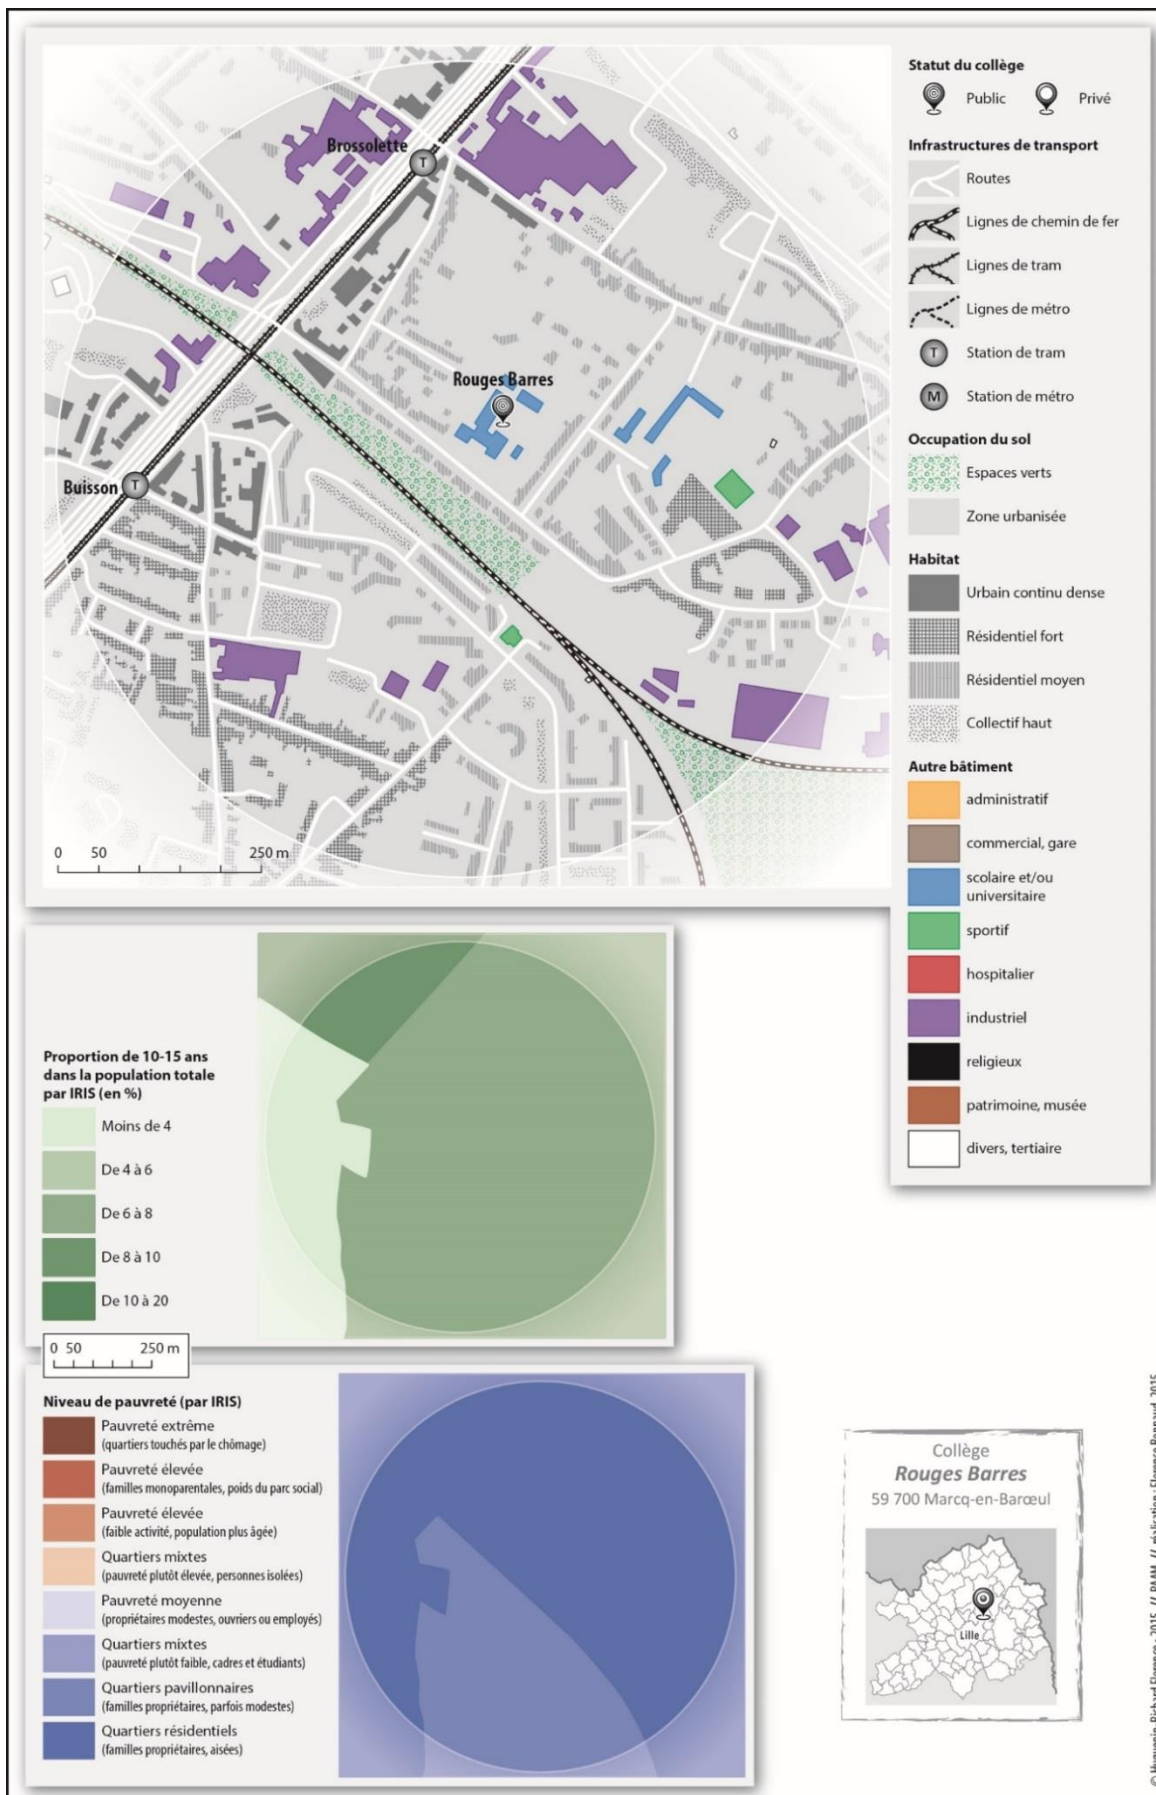 Statut du collège
Public
Privé
Infrastructures de transport
Routes
Lignes de chemin de fer
Lignes de tram
Lignes de métro
T
Station de tram
M
Station de métro
Occupation du sol
Espaces verts
Zone urbanisée
Habitat
Urbain continu dense
Résidentiel fort
Résidentiel moyen
Collectif haut
Autre bâtiment
administratif
commercial, gare
scolaire et/ou
universitaire
sportif
hospitalier
industriel
religieux
patrimoine, musée
divers, tertiaire
Brossolette
T
Rouges Barres
Buisson
T
0 50 250 m
Proportion de 10-15 ans
dans la population totale
par IRIS (en %)
Moins de 4
De 4 à 6
De 6 à 8
De 8 à 10
De 10 à 20
0 50 250 m
Niveau de pauvreté (par IRIS)
Pauvreté extrême
(quartiers touchés par le chômage)
Pauvreté élevée
(familles monoparentales, poids du parc social)
Pauvreté élevée
(faible activité, population plus âgée)
Quartiers mixtes
(pauvreté plutôt élevée, personnes isolées)
Pauvreté moyenne
(propriétaires modestes, ouvriers ou employés)
Quartiers mixtes
(pauvreté plutôt faible, cadres et étudiants)
Quartiers pavillonnaires
(familles propriétaires, parfois modestes)
Quartiers résidentiels
(familles propriétaires, aisées)
Collège
Rouges Barres
59 700 Marcq-en-Barœul
Lille
2015 // PAAM // réalisation : Florence 2015